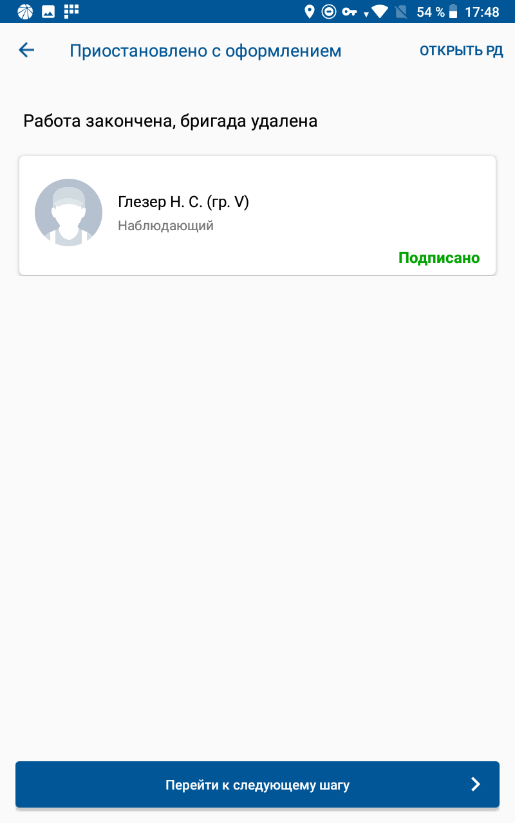 54 % 17:48
Приостановлено с оформлением ОТКРЫТЬ РД
Работа закончена, бригада удалена
Глезер Н. С. (гр. V)
Наблюдающий
Подписано
Перейти к следующему шагу